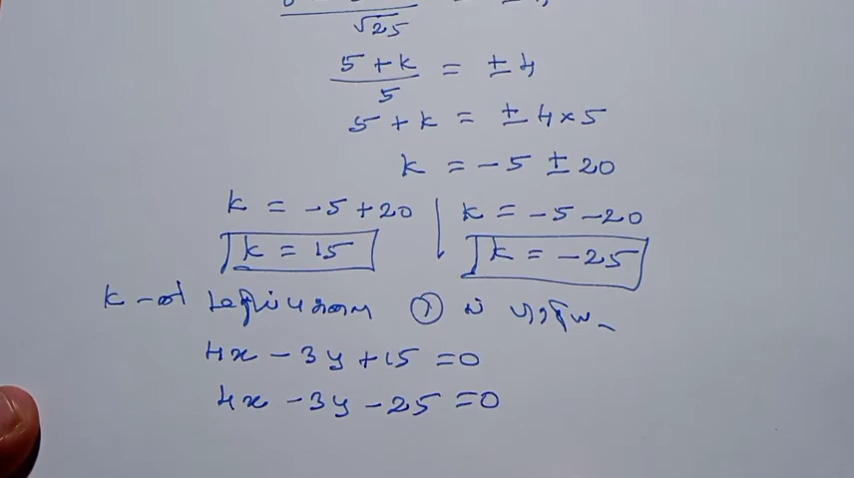 √25
5 + k / 5 = ± 4
5 + k = ± 4 × 5
k = -5 ± 20
k = -5 + 20 | k = -5 - 20
k = 15 | k = -25
k-ன் மதிப்புகளை ① ல் பிரதியிட
4x - 3y + 15 = 0
4x - 3y - 25 = 0